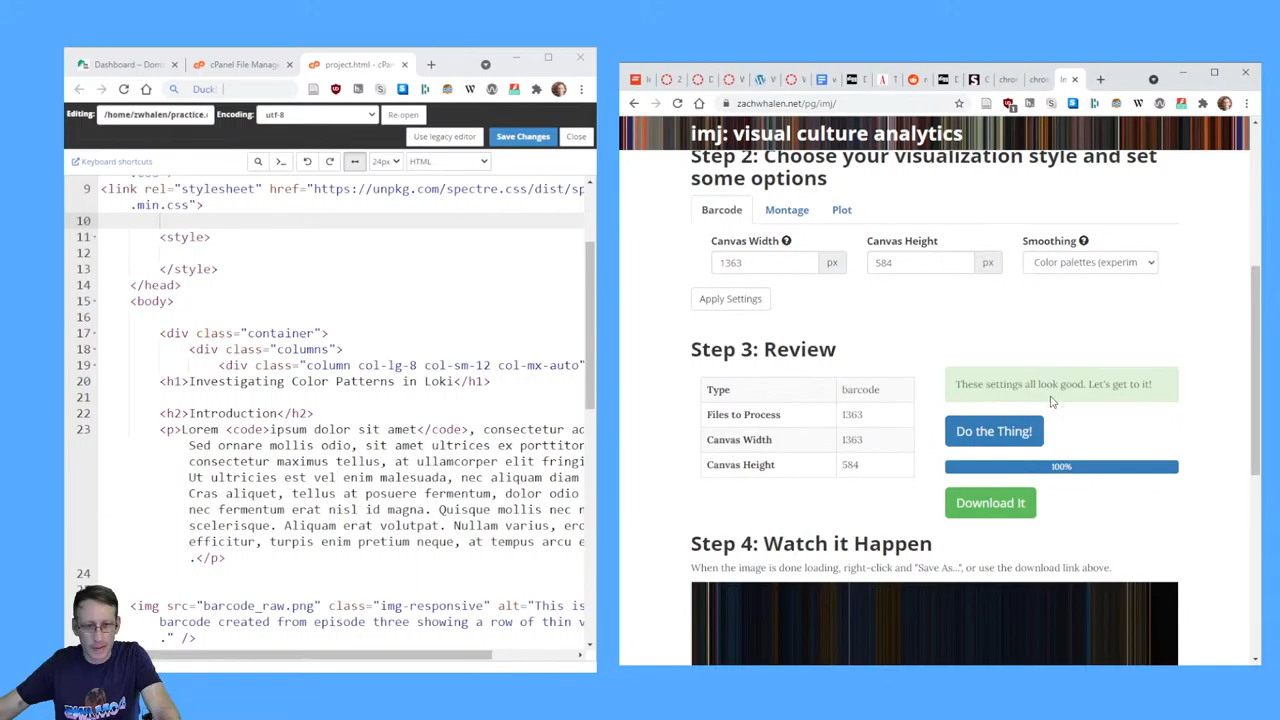 Dashboard – Dom
cPanel File Manag
project.html - cPa
Duck:
Editing:
/home/zwhalen/practice.
Encoding:
utf-8
Re-open
Use legacy editor
Save Changes
Close
Keyboard shortcuts
24px
HTML
9 <link rel="stylesheet" href="https://unpkg.com/spectre.css/dist/sp
.min.css">
10
11 <style>
12
13 </style>
14 </head>
15 <body>
16
17 <div class="container">
18 <div class="columns">
19 <div class="column col-lg-8 col-sm-12 col-mx-auto"
20 <h1>Investigating Color Patterns in Loki</h1>
21
22 <h2>Introduction</h2>
23 <p>Lorem <code>ipsum dolor sit amet</code>, consectetur ad
Sed ornare mollis odio, sit amet ultrices ex porttito
consectetur maximus tellus, at ullamcorper elit fringi
Ut ultricies est vel enim malesuada, nec aliquam diam
Cras aliquet, tellus at posuere fermentum, dolor odio
nec fermentum erat nisl id magna. Quisque mollis nec
scelerisque. Aliquam erat volutpat. Nullam varius, ero
efficitur, turpis enim pretium neque, at tempus arcu e
.</p>
24
<img src="barcode_raw.png" class="img-responsive" alt="This is
barcode created from episode three showing a row of thin v
." />
zachwhalen.net/pg/imj/
imj: visual culture analytics
Step 2: Choose your visualization style and set
some options
Barcode
Montage
Plot
Canvas Width
Canvas Height
Smoothing
1363 px
584 px
Color palettes (experim
Apply Settings
Step 3: Review
Type barcode
Files to Process 1363
Canvas Width 1363
Canvas Height 584
These settings all look good. Let's get to it!
Do the Thing!
100%
Download It
Step 4: Watch it Happen
When the image is done loading, right-click and "Save As...", or use the download link above.